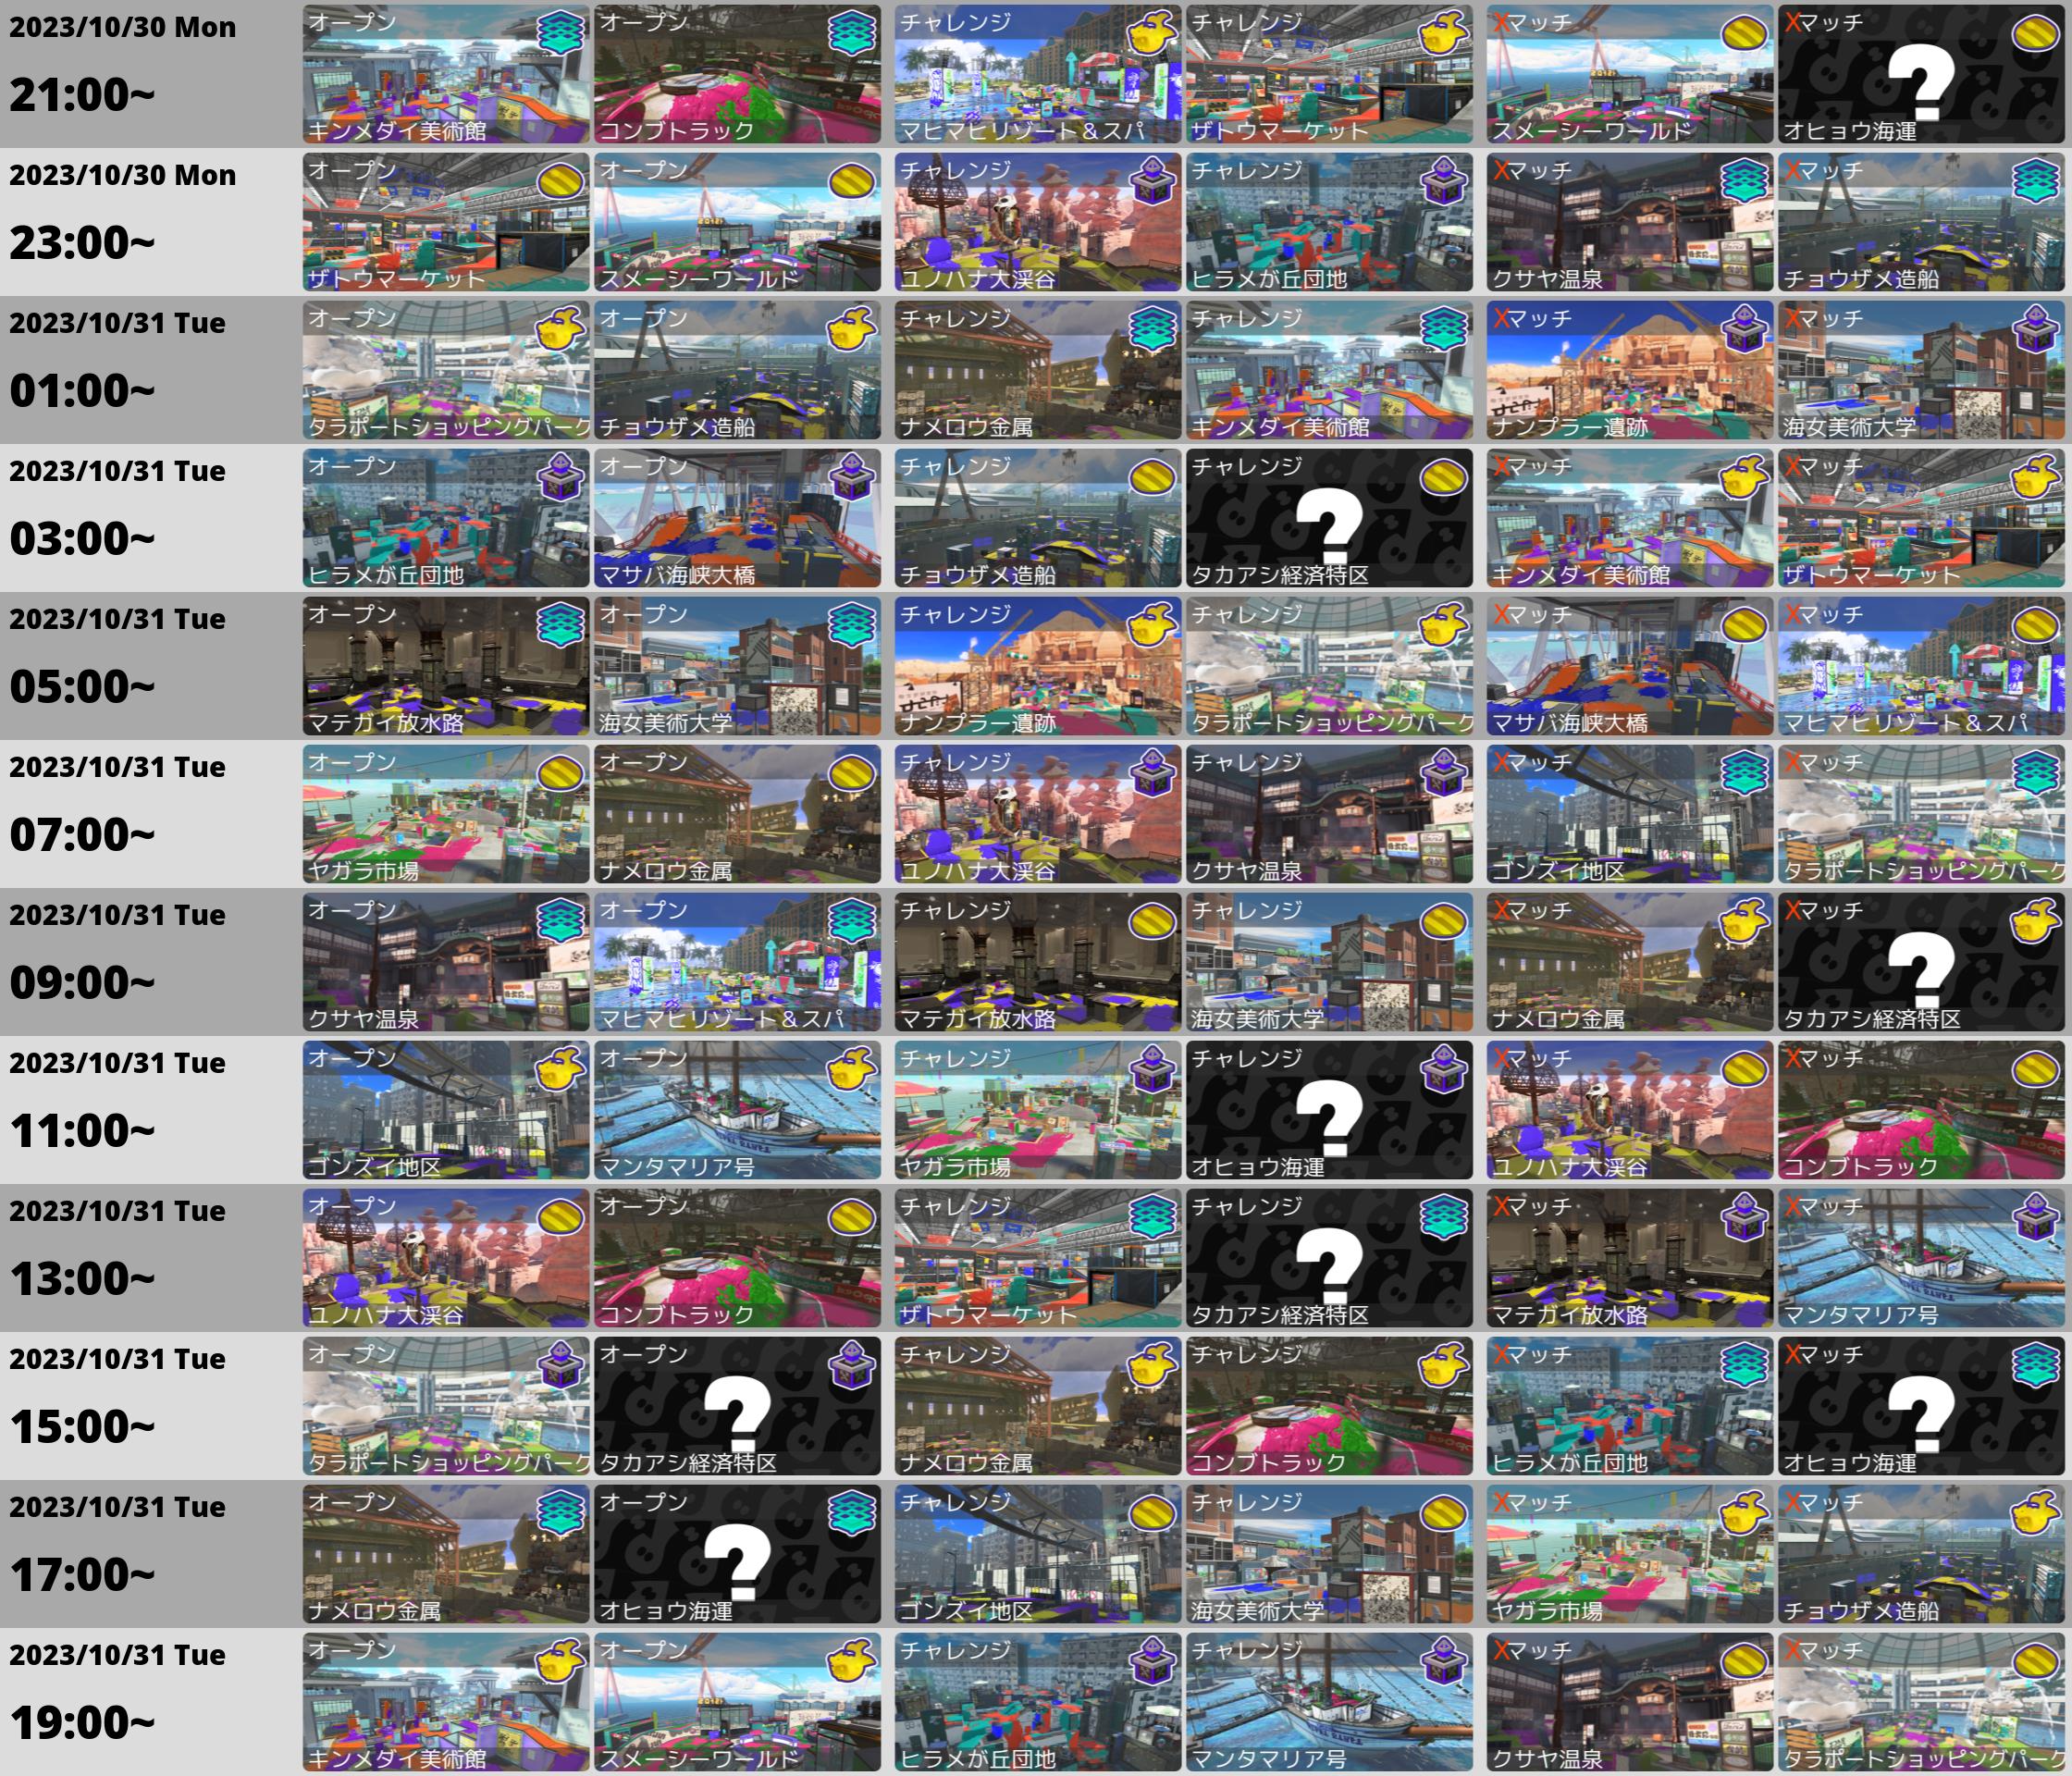 2023/10/30 Mon
21:00~
オープン
キンメダイ美術館
オープン
コンブトラック
チャレンジ
マヒマヒリゾート&スパ
チャレンジ
ザトウマーケット
Xマッチ
スメーシーワールド
Xマッチ
?
オヒョウ海運
2023/10/30 Mon
23:00~
オープン
ザトウマーケット
オープン
スメーシーワールド
チャレンジ
ユノハナ大渓谷
チャレンジ
ヒラメが丘団地
Xマッチ
クサヤ温泉
Xマッチ
チョウザメ造船
2023/10/31 Tue
01:00~
オープン
タラポートショッピングパーク
オープン
チョウザメ造船
チャレンジ
ナメロウ金属
チャレンジ
キンメダイ美術館
Xマッチ
ナンプラー遺跡
Xマッチ
海女美術大学
2023/10/31 Tue
03:00~
オープン
ヒラメが丘団地
オープン
マサバ海峡大橋
チャレンジ
チョウザメ造船
チャレンジ
?
タカアシ経済特区
Xマッチ
キンメダイ美術館
Xマッチ
ザトウマーケット
2023/10/31 Tue
05:00~
オープン
マテガイ放水路
オープン
海女美術大学
チャレンジ
ナンプラー遺跡
チャレンジ
タラポートショッピングパーク
Xマッチ
マサバ海峡大橋
Xマッチ
マヒマヒリゾート&スパ
2023/10/31 Tue
07:00~
オープン
ヤガラ市場
オープン
ナメロウ金属
チャレンジ
ユノハナ大渓谷
チャレンジ
クサヤ温泉
Xマッチ
ゴンズイ地区
Xマッチ
タラポートショッピングパーク
2023/10/31 Tue
09:00~
オープン
クサヤ温泉
オープン
マヒマヒリゾート&スパ
チャレンジ
マテガイ放水路
チャレンジ
海女美術大学
Xマッチ
ナメロウ金属
Xマッチ
?
タカアシ経済特区
2023/10/31 Tue
11:00~
オープン
ゴンズイ地区
オープン
マンタマリア号
チャレンジ
ヤガラ市場
チャレンジ
?
オヒョウ海運
Xマッチ
ユノハナ大渓谷
Xマッチ
コンブトラック
2023/10/31 Tue
13:00~
オープン
ユノハナ大渓谷
オープン
コンブトラック
チャレンジ
ザトウマーケット
チャレンジ
?
タカアシ経済特区
Xマッチ
マテガイ放水路
Xマッチ
マンタマリア号
2023/10/31 Tue
15:00~
オープン
タラポートショッピングパーク
オープン
?
タカアシ経済特区
チャレンジ
ナメロウ金属
チャレンジ
コンブトラック
Xマッチ
ヒラメが丘団地
Xマッチ
?
オヒョウ海運
2023/10/31 Tue
17:00~
オープン
ナメロウ金属
オープン
?
オヒョウ海運
チャレンジ
ゴンズイ地区
チャレンジ
海女美術大学
Xマッチ
ヤガラ市場
Xマッチ
チョウザメ造船
2023/10/31 Tue
19:00~
オープン
キンメダイ美術館
オープン
スメーシーワールド
チャレンジ
ヒラメが丘団地
チャレンジ
マンタマリア号
Xマッチ
クサヤ温泉
Xマッチ
タラポートショッピングパーク